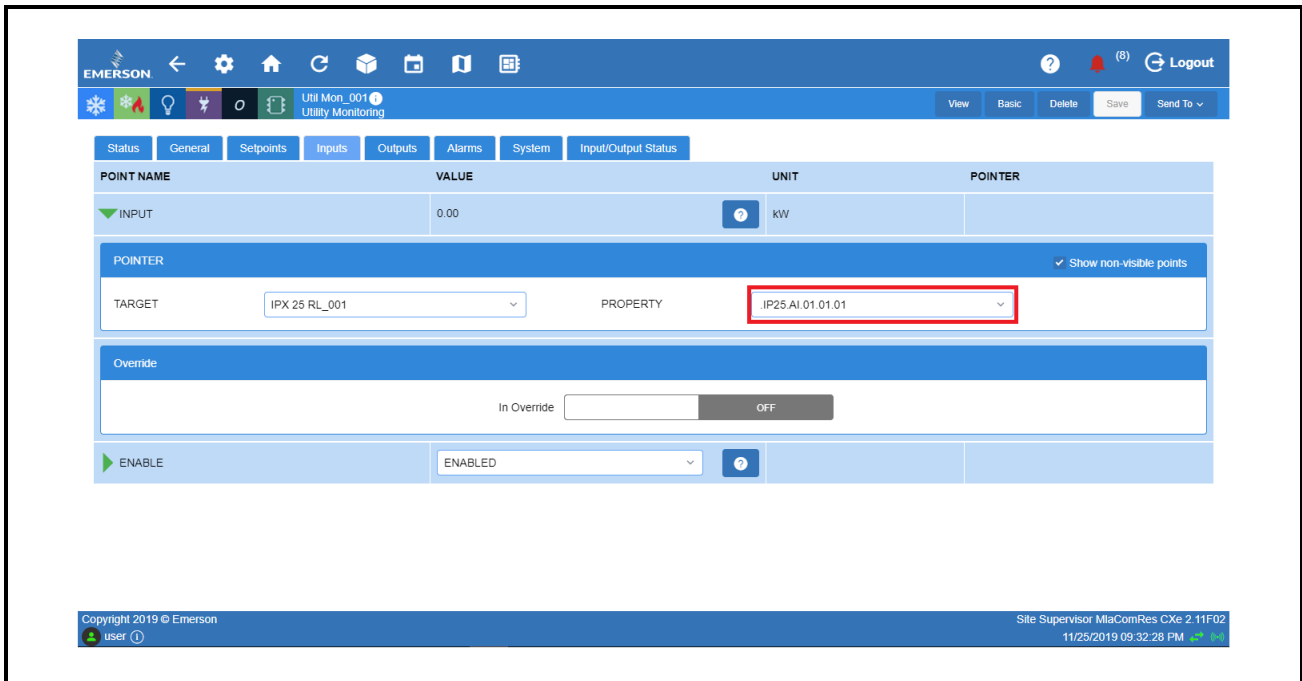 EMERSON
(8) Logout
O Util Mon_001
Utility Monitoring
View Basic Delete Save Send To
Status General Setpoints Inputs Outputs Alarms System Input/Output Status
POINT NAME VALUE UNIT POINTER
INPUT 0.00 ? kW
POINTER Show non-visible points
TARGET IPX 25 RL_001 PROPERTY .IP25.AI.01.01.01
Override
In Override OFF
ENABLE ENABLED ?
Copyright 2019 © Emerson Site Supervisor MlaComRes CXe 2.11F02
user 11/25/2019 09:32:28 PM